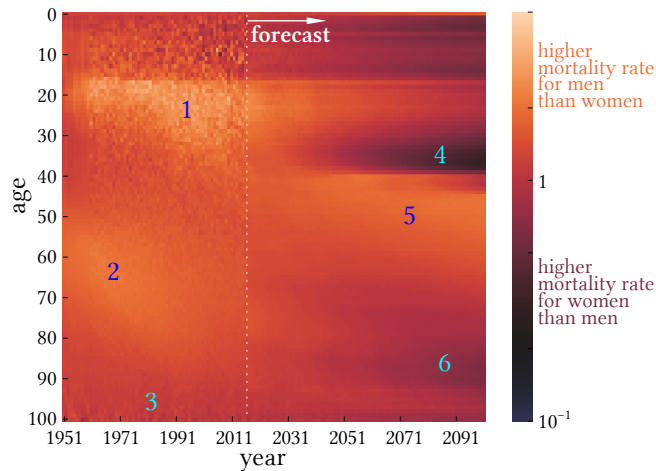 0
10
20
30
40
50
60
70
80
90
100
age
forecast
1
2
3
4
5
6
1951
1971
1991
2011
2031
2051
2071
2091
year
higher
mortality rate
for men
than women
1
higher
mortality rate
for women
than men
10⁻¹